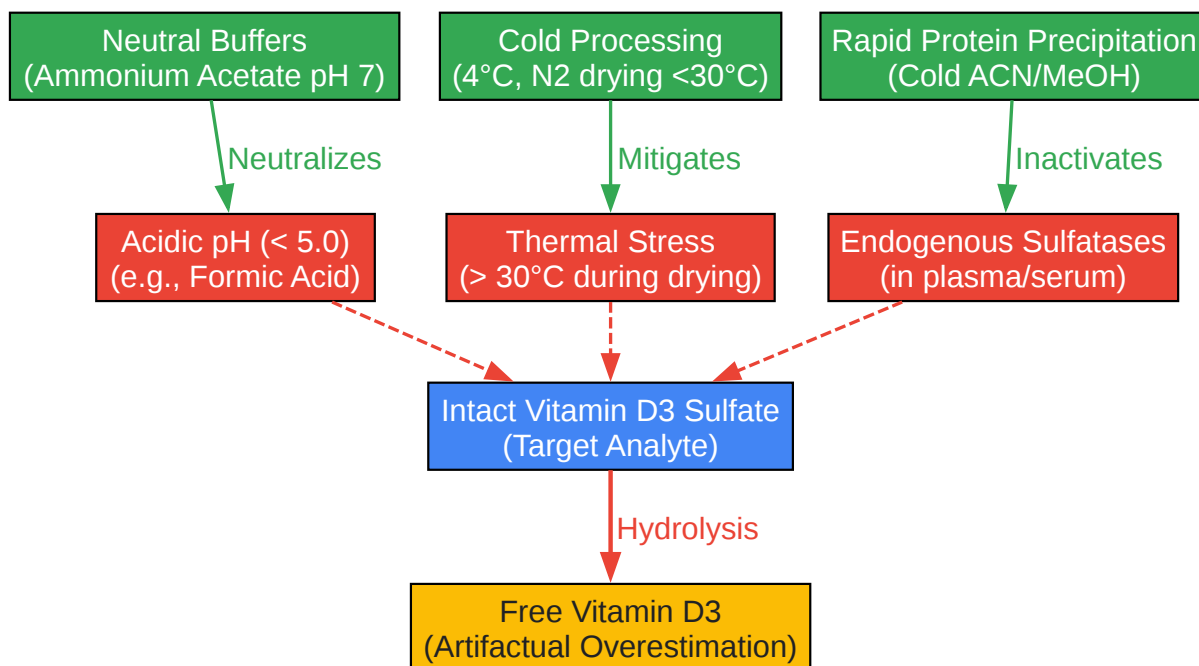 Neutral Buffers
(Ammonium Acetate pH 7)
Cold Processing
(4°C, N2 drying <30°C)
Rapid Protein Precipitation
(Cold ACN/MeOH)
Neutralizes
Mitigates
Inactivates
Acidic pH (< 5.0)
(e.g., Formic Acid)
Thermal Stress
(> 30°C during drying)
Endogenous Sulfatases
(in plasma/serum)
Intact Vitamin D3 Sulfate
(Target Analyte)
Hydrolysis
Free Vitamin D3
(Artifactual Overestimation)